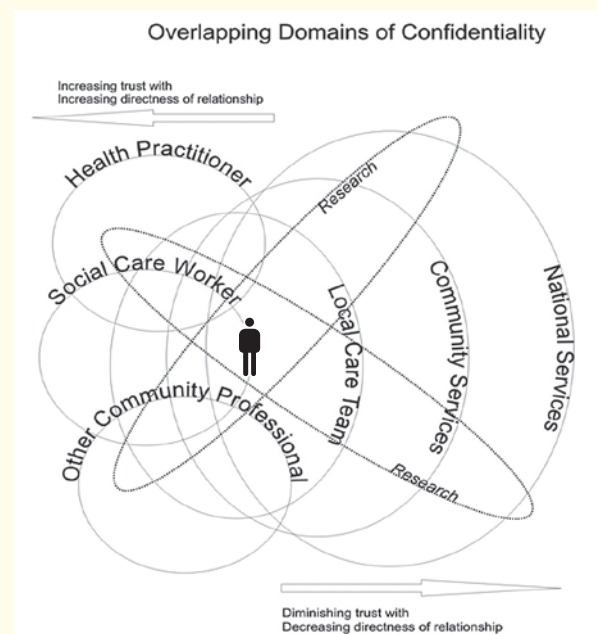 Overlapping Domains of Confidentiality
Increasing trust with
Increasing directness of relationship
Health Practitioner
Research
Social Care Worker
Local Care Team
Community Services
National Services
Other Community Professional
Research
Diminishing trust with
Decreasing directness of relationship